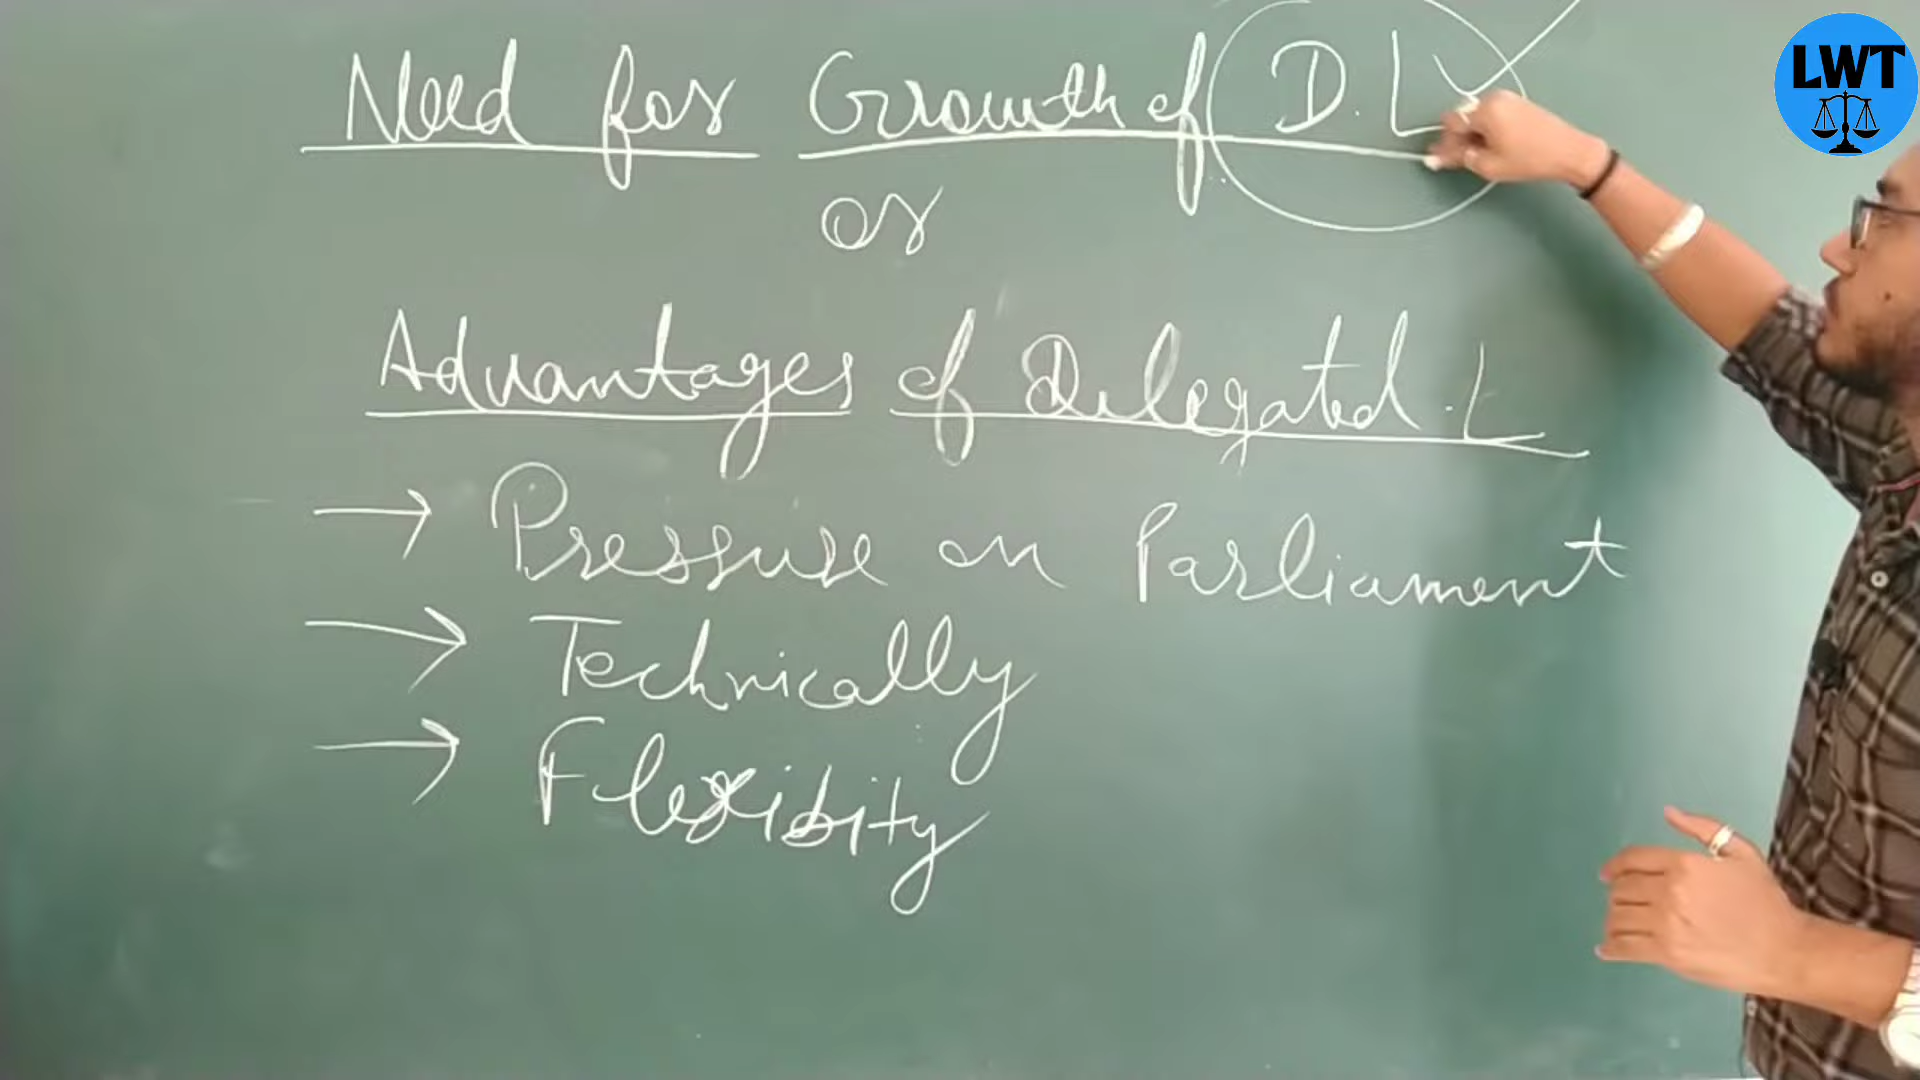 Need for Growth of D.L
or
Advantages of Delegated. L
→ Pressure on Parliament
→ Technically
→ Flexibity
LWT